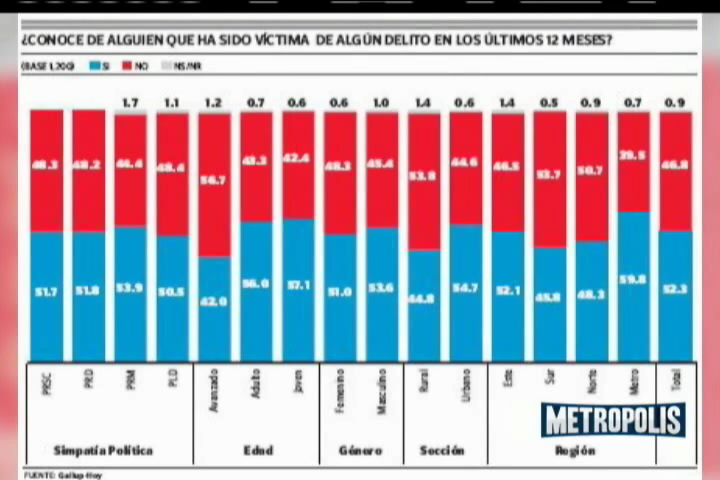 ¿CONOCE DE ALGUIEN QUE HA SIDO VÍCTIMA DE ALGÚN DELITO EN LOS ÚLTIMOS 12 MESES?
(BASE 1,200) SI NO NS/NR
1.7 1.1 1.2 0.7 0.6 0.6 1.0 1.4 0.6 1.4 0.5 0.9 0.7 0.9
48.3 48.2 44.4 48.4 56.7 43.3 42.4 48.3 45.4 53.8 44.6 46.5 53.7 50.7 39.5 46.8
51.7 51.8 53.9 50.5 42.0 56.0 57.1 51.0 53.6 44.8 54.7 52.1 45.8 48.3 59.8 52.3
PRSC PRD PRM PLD Avanzado Adulto Joven Femenino Masculino Rural Urbano Este Sur Norte Metro Total
METROPOLIS
Simpatía Política Edad Género Sección Región
FUENTE: Gallup-Hoy